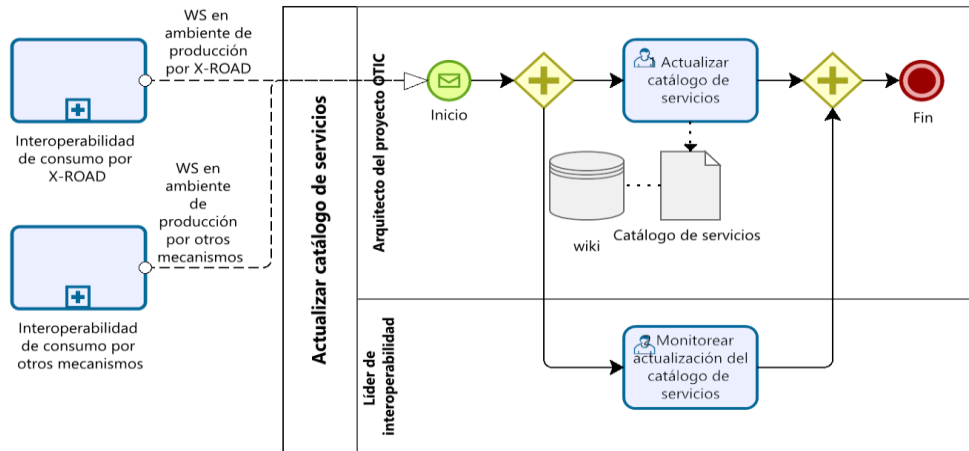 WS en
ambiente de
producción
por X-ROAD
Interoperabilidad
de consumo por
X-ROAD
WS en
ambiente
de
producción
por otros
mecanismos
Interoperabilidad
de consumo por
otros mecanismos
Actualizar catálogo de servicios
Arquitecto del proyecto OTIC
Inicio
1 Actualizar
catálogo de
servicios
Fin
wiki
Catálogo de servicios
Líder de
interoperabilidad
Monitorear
actualización del
catálogo de
servicios